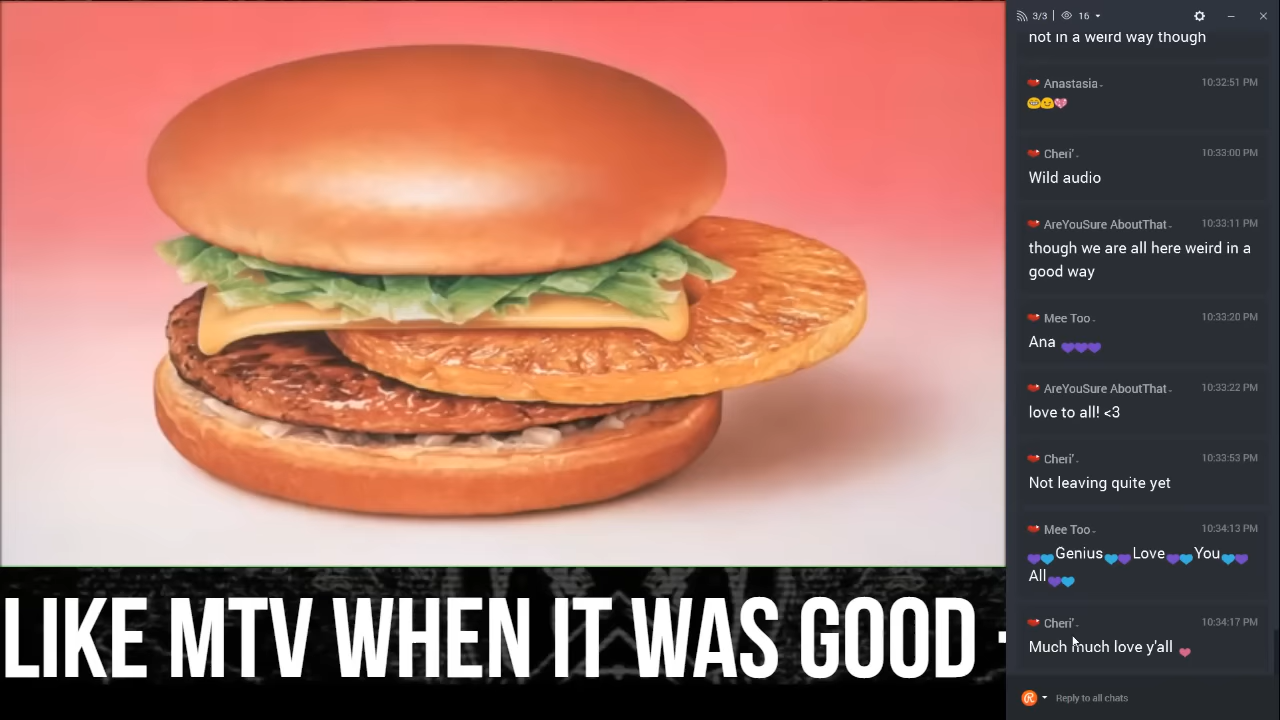 3/3
16
not in a weird way though
Anastasia
10:32:51 PM
Cheri'
10:33:00 PM
Wild audio
AreYouSure AboutThat
10:33:11 PM
though we are all here weird in a
good way
Mee Too
10:33:20 PM
Ana 💜💜💜
AreYouSure AboutThat
10:33:22 PM
love to all! <3
Cheri'
10:33:53 PM
Not leaving quite yet
Mee Too
10:34:13 PM
Genius Love You
All
Cheri'
10:34:17 PM
Much much love y'all
Reply to all chats
LIKE MTV WHEN IT WAS GOOD